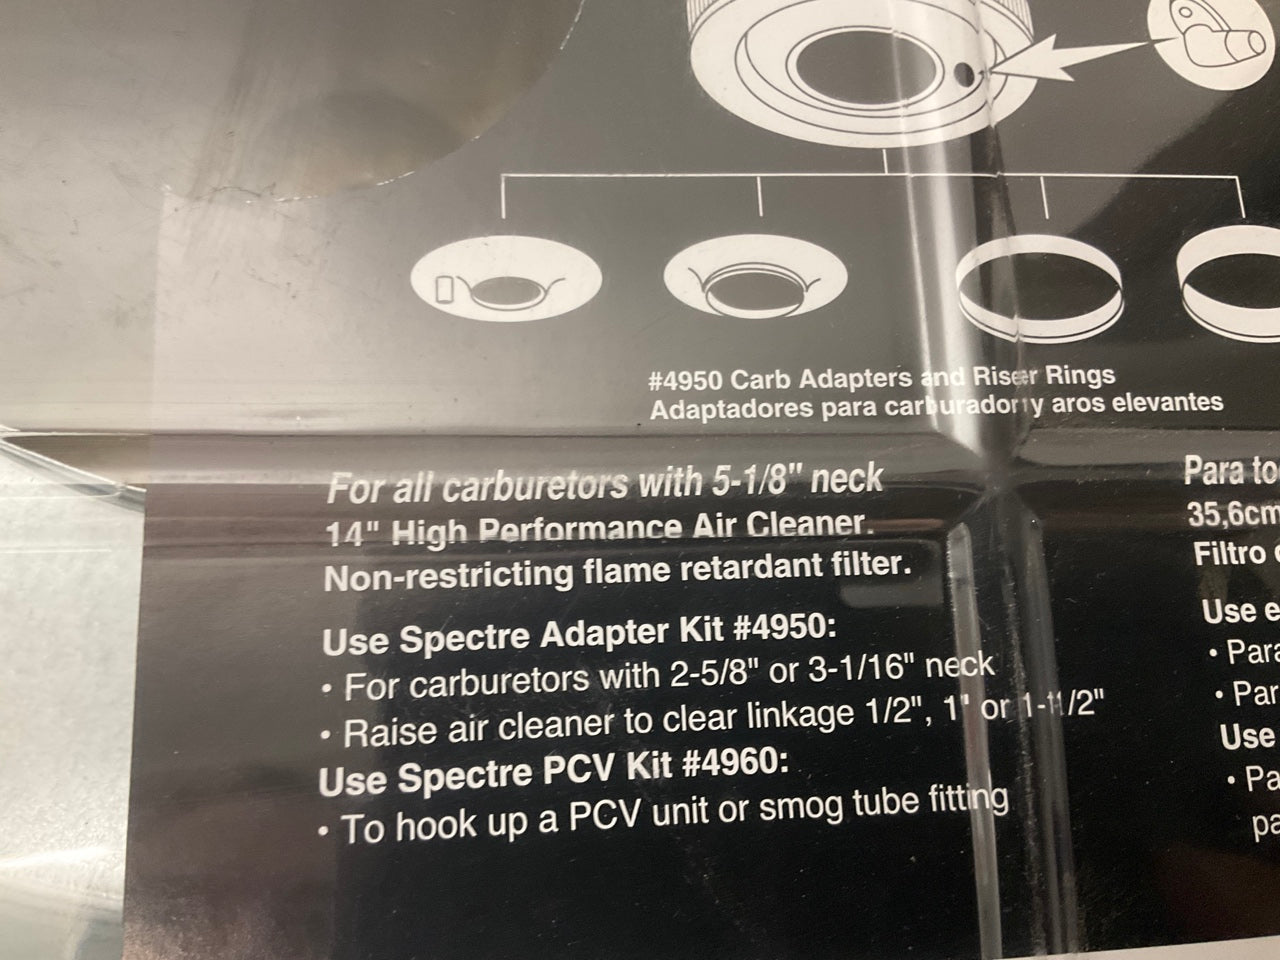 #4950 Carb Adapters and Riser Rings
Adaptadores para carburador y aros elevantes
For all carburetors with 5-1/8" neck
14" High Performance Air Cleaner.
Non-restricting flame retardant filter.
Use Spectre Adapter Kit #4950:
• For carburetors with 2-5/8" or 3-1/16" neck
• Raise air cleaner to clear linkage 1/2", 1" or 1-1/2"
Use Spectre PCV Kit #4960:
• To hook up a PCV unit or smog tube fitting
Para to
35,6cm
Filtro
Use e
• Para
• Par
Use
• Pa
pa